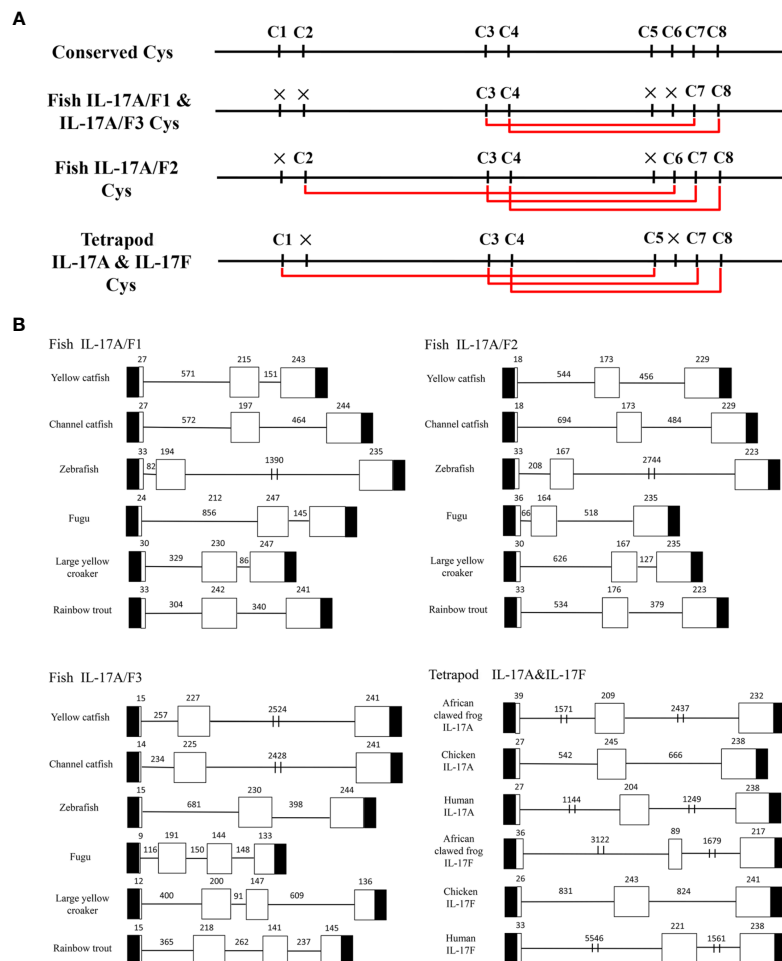 A
C1 C2 C3 C4 C5 C6 C7 C8
Conserved Cys
Fish IL-17A/F1 &
IL-17A/F3 Cys
× × C3 C4 × × C7 C8
Fish IL-17A/F2
Cys
× C2 C3 C4 × C6 C7 C8
Tetrapod
IL-17A & IL-17F
Cys
C1 × C3 C4 C5 × C7 C8
B
Fish IL-17A/F1
27 215 243
Yellow catfish 571 151
27 197 244
Channel catfish 572 464
33 194 235
Zebrafish 82 1390
24 212 247
Fugu 856 145
30 230 247
Large yellow
croaker 329 86
33 242 241
Rainbow trout 304 340
Fish IL-17A/F2
18 173 229
Yellow catfish 544 456
18 173 229
Channel catfish 694 484
33 167 223
Zebrafish 208 2744
36 164 235
Fugu 66 518
30 167 235
Large yellow
croaker 626 127
33 176 223
Rainbow trout 534 379
Fish IL-17A/F3
15 227 241
Yellow catfish 257 2524
14 225 241
Channel catfish 234 2428
15 230 244
Zebrafish 681 398
9 191 144 133
Fugu 116 150 148
12 200 147 136
Large yellow
croaker 400 91 609
15 218 141 145
Rainbow trout 365 262 237
Tetrapod IL-17A&IL-17F
39 209 232
African
clawed frog 1571 2437
IL-17A
27 245 238
Chicken
IL-17A 542 666
27 204 238
Human
IL-17A 1144 1249
36 89 217
African
clawed frog 3122 1679
IL-17F
26 243 241
Chicken
IL-17F 831 824
33 221 238
Human
IL-17F 5546 1561